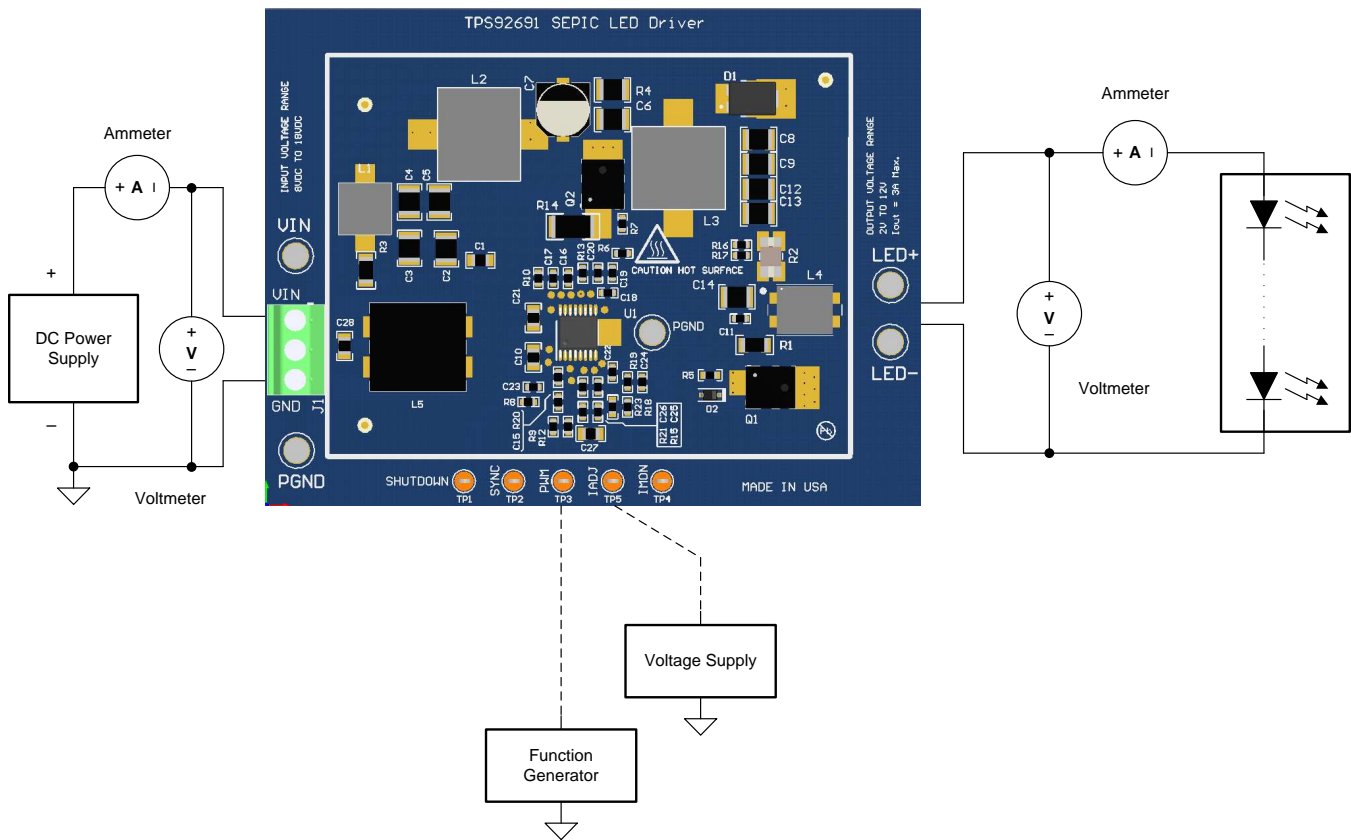 TPS92691 SEPIC LED Driver
INPUT VOLTAGE RANGE
8VDC TO 18VDC
Ammeter
+ A
VIN
VIN
+
DC Power
Supply
–
+
V
–
GND
J1
PGND
Voltmeter
L2
C7
R4
C6
D1
L1
C4
C5
Q2
R14
L3
C8
C9
C12
C13
R3
C3
C2
C1
R7
R6
CAUTION HOT SURFACE
R16
R17
R2
L4
C14
C11
R1
R10
C17
C16
R13
C20
C19
C18
C21
U1
PGND
C28
L5
C10
C22
R19
C24
C23
R8
R5
D2
Q1
C15
R20
R9
R12
C27
R23
R18
R21
C26
R15
C25
Pb
OUTPUT VOLTAGE RANGE
2V TO 12V
Iout = 3A Max.
LED+
LED-
SHUTDOWN
TP1
SYNC
TP2
PWM
TP3
IADJ
TP5
IMON
TP4
MADE IN USA
Ammeter
+ A
+
V
–
Voltmeter
Voltage Supply
Function
Generator